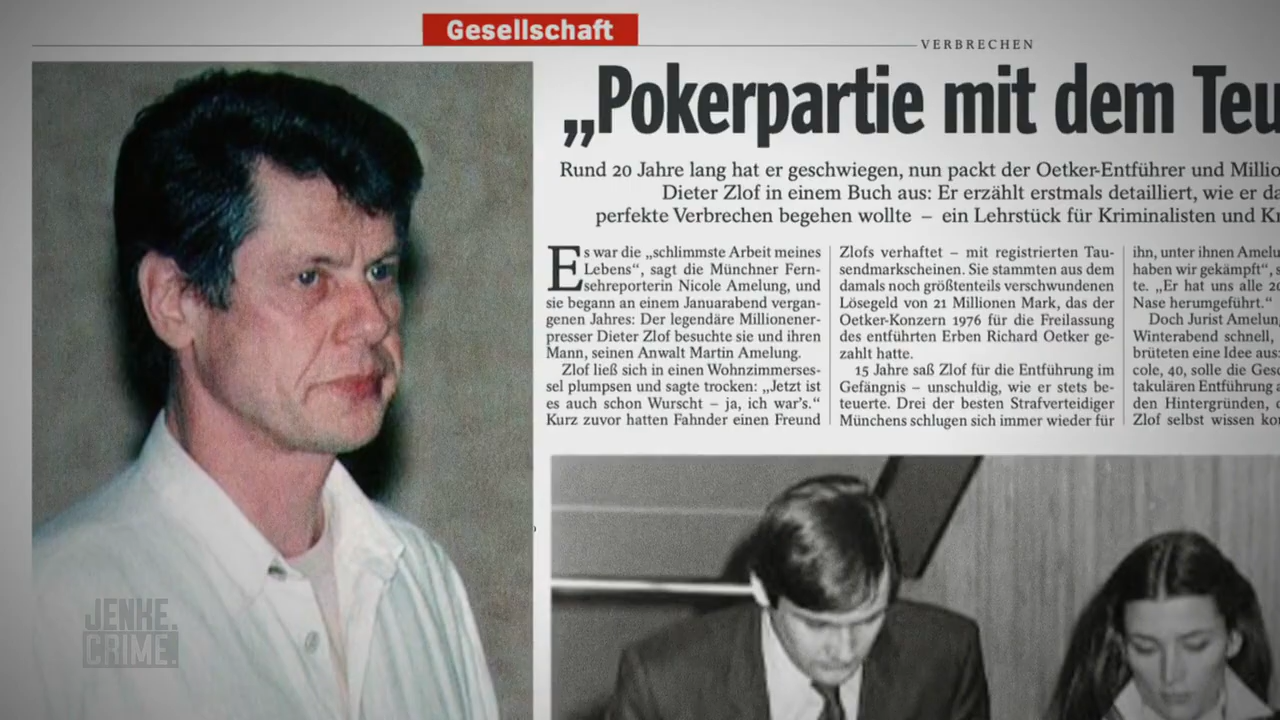 Gesellschaft
VERBRECHEN
„Pokerpartie mit dem
Rund 20 Jahre lang hat er geschwiegen, nun packt der Oetker-Entführer und
Dieter Zlof in einem Buch aus: Er erzählt erstmals detailliert, wie er
perfekte Verbrechen begehen wollte – ein Lehrstück für Kriminalisten und
Es war die „schlimmste Arbeit meines
Lebens“, sagt die Münchner Fern-
sehreporterin Nicole Amelung, und
sie begann an einem Januarabend vergan-
genen Jahres: Der legendäre Millionener-
presser Dieter Zlof besuchte sie und ihren
Mann, seinen Anwalt Martin Amelung.
Zlof ließ sich in einen Wohnzimmerses-
sel plumpsen und sagte trocken: „Jetzt ist
es auch schon Wurscht – ja, ich war’s.“
Kurz zuvor hatten Fahnder einen Freund
Zlofs verhaftet – mit registrierten Tau-
sendmarkscheinen. Sie stammten aus dem
damals noch größtenteils verschwundenen
Lösegeld von 21 Millionen Mark, das der
Oetker-Konzern 1976 für die Freilassung
des entführten Erben Richard Oetker ge-
zahlt hatte.
15 Jahre saß Zlof für die Entführung im
Gefängnis – unschuldig, wie er stets be-
teuerte. Drei der besten Strafverteidiger
Münchens schlugen sich immer wieder für
ihn, unter ihnen
haben wir gekämpft“,
te. „Er hat uns alle
Nase herumgeführt.“
Doch Jurist Amelung,
Winterabend schnell,
brüteten eine Idee aus:
cole, 40, solle die
takulären Entführung
den Hintergründen,
Zlof selbst wissen
JENKE.
CRIME.